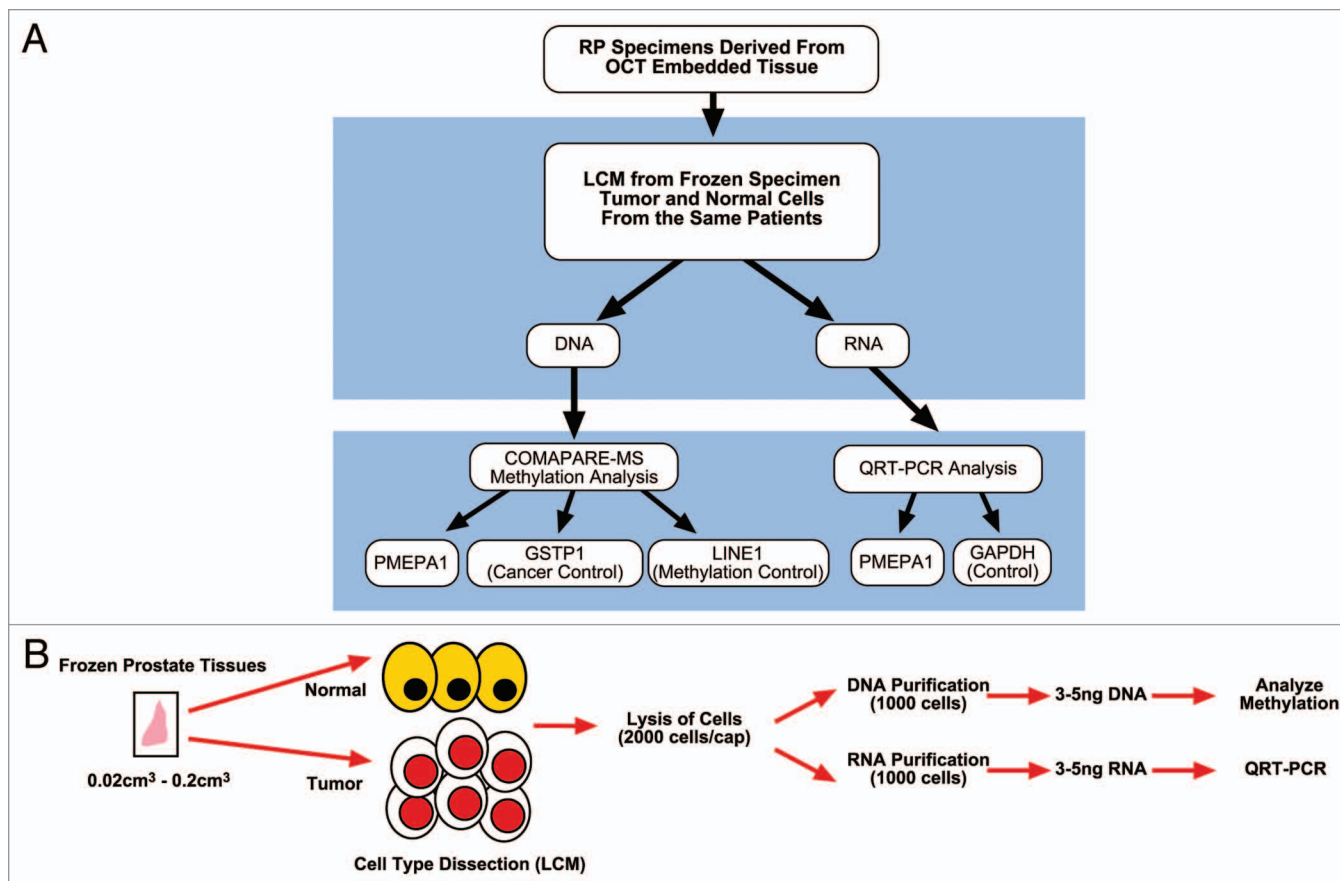 A
RP Specimens Derived From
OCT Embedded Tissue
LCM from Frozen Specimen
Tumor and Normal Cells
From the Same Patients
DNA
RNA
COMAPARE-MS
Methylation Analysis
QRT-PCR Analysis
PMEPA1
GSTP1
(Cancer Control)
LINE1
(Methylation Control)
PMEPA1
GAPDH
(Control)
B
Frozen Prostate Tissues
0.02cm³ - 0.2cm³
Normal
Tumor
Cell Type Dissection (LCM)
Lysis of Cells
(2000 cells/cap)
DNA Purification
(1000 cells)
3-5ng DNA
Analyze
Methylation
RNA Purification
(1000 cells)
3-5ng RNA
QRT-PCR